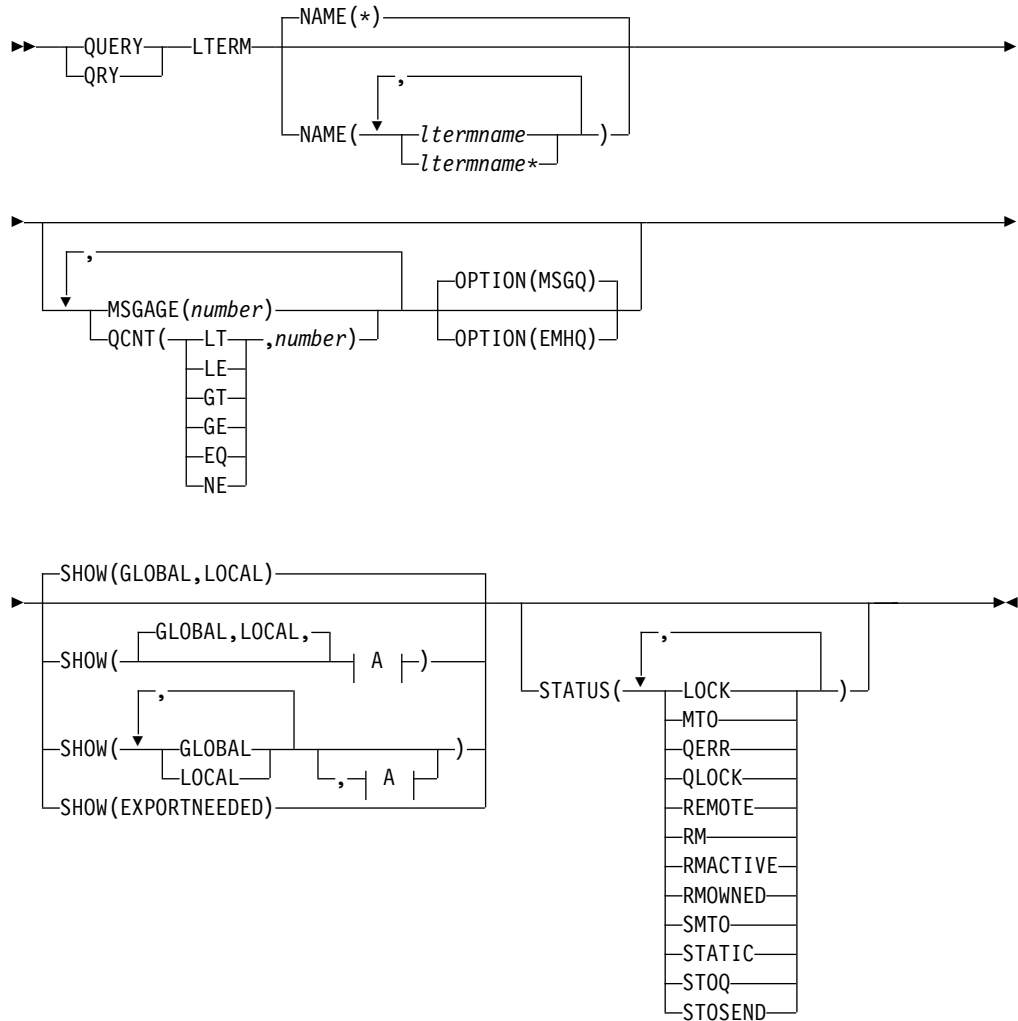 NAME(*)
QUERY LTERM
QRY
,
NAME( ltermname )
ltermname*
,
MSGAGE(number) OPTION(MSGQ)
QCNT( LT ,number) OPTION(EMHQ)
LE
GT
GE
EQ
NE
SHOW(GLOBAL,LOCAL)
GLOBAL,LOCAL, ,
SHOW( A ) STATUS( LOCK )
, MTO
SHOW( GLOBAL ) QERR
LOCAL , A QLOCK
SHOW(EXPORTNEEDED) REMOTE
RM
RMACTIVE
RMOWNED
SMTO
STATIC
STOQ
STOSEND